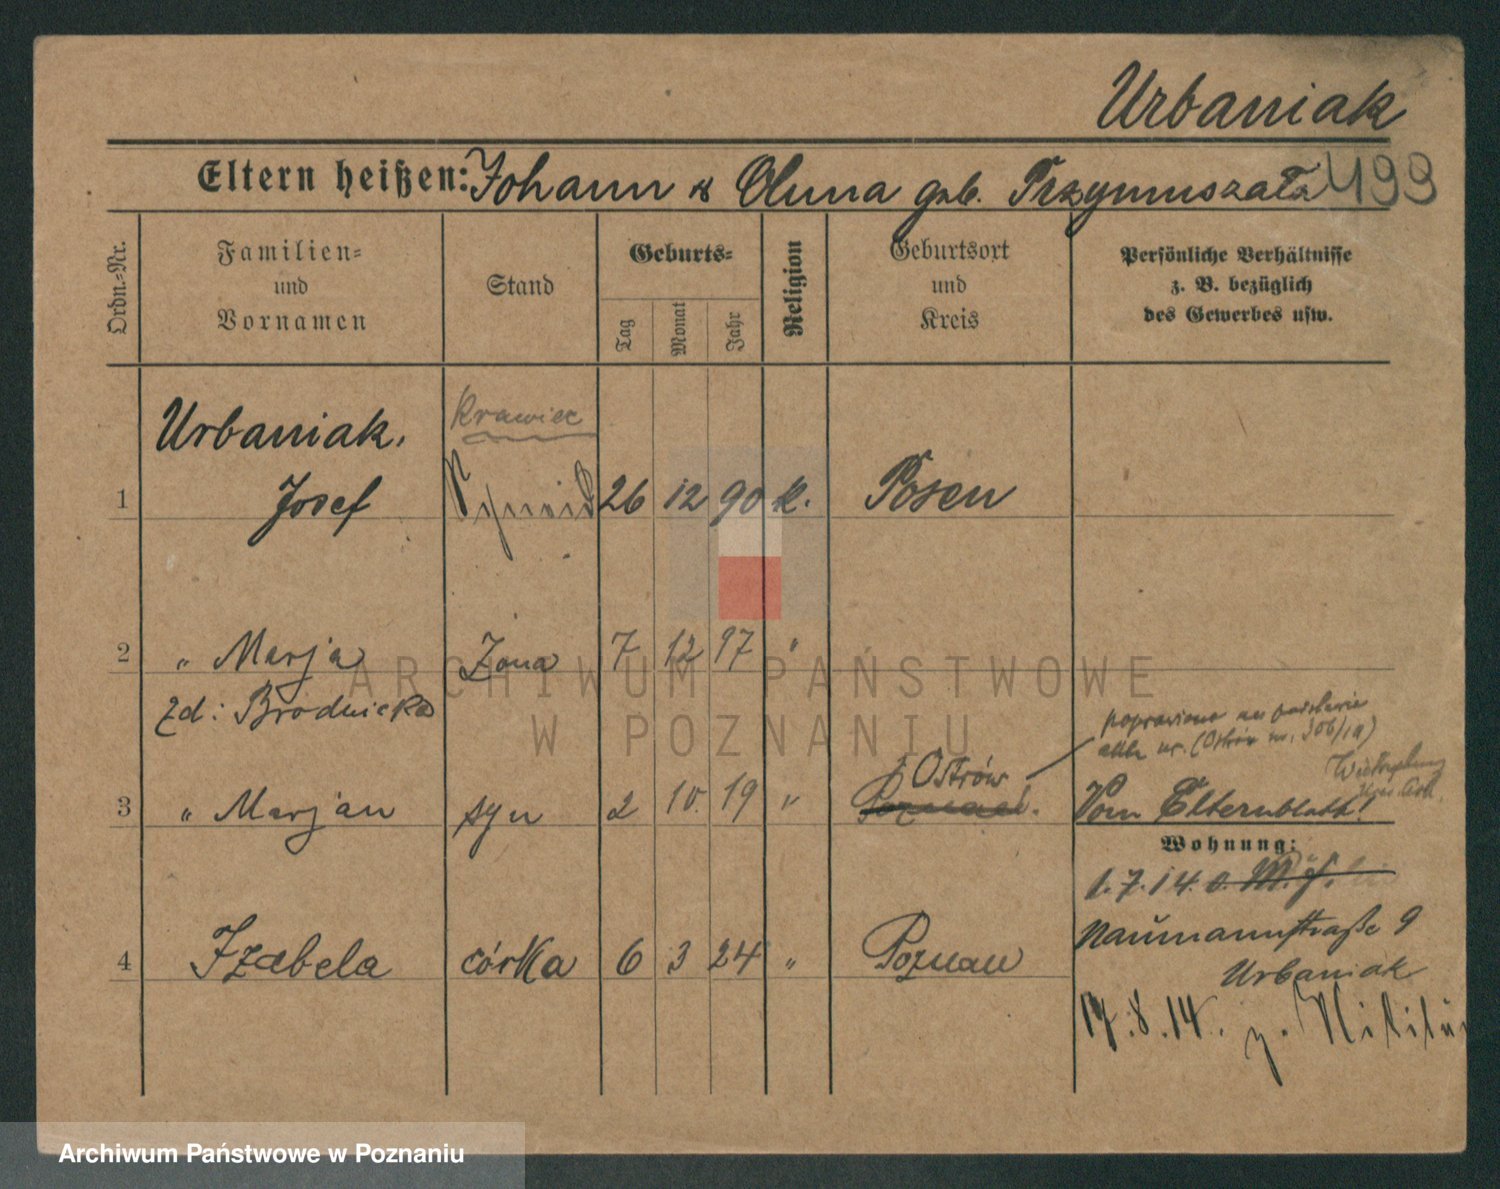 Urbaniak
Eltern heißen: Johann & Anna geb. Przymuszała 499
Ordn.-Nr.
Familien-
und
Vornamen
Stand
Geburts-
Tag
Monat
Jahr
Religion
Geburtsort
und
Kreis
Persönliche Verhältnisse
z. B. bezüglich
des Gewerbes usw.
Krawiec
Urbaniak,
1 Josef 26 12 90 k. Posen
2 " Marja Żona 7 12 97 "
zd: Brodnicka
poprawiono na podstawie
Ostrów
3 " Marjan syn 2 10. 19 "
Vom Elternblatt!
Wohnung:
1.7.14.
4 Izabela córka 6 3 24 " Poznań
Naumannstraße 9
Urbaniak
17.8.14. z. Militär
ARCHIWUM PAŃSTWOWE
W POZNANIU
Archiwum Państwowe w Poznaniu